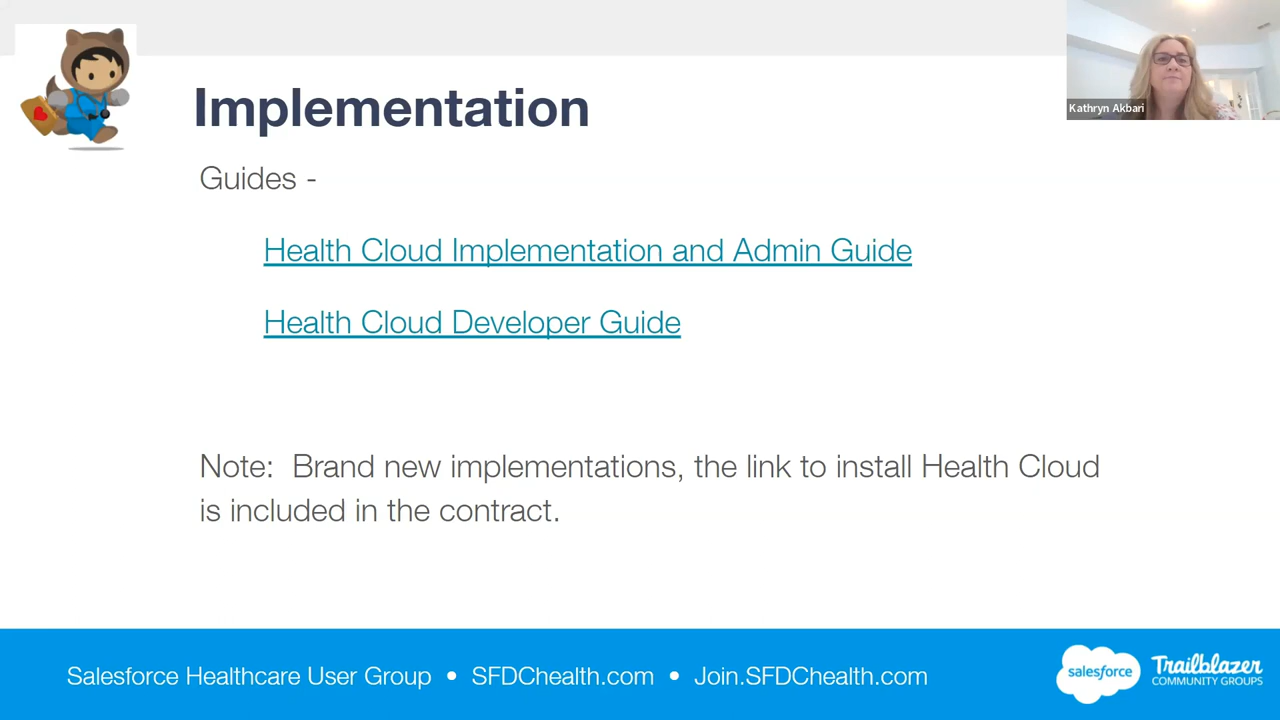 Kathryn Akbari
Implementation
Guides -
Health Cloud Implementation and Admin Guide
Health Cloud Developer Guide
Note:  Brand new implementations, the link to install Health Cloud
is included in the contract.
Salesforce Healthcare User Group • SFDChealth.com • Join.SFDChealth.com
salesforce
Trailblazer
COMMUNITY GROUPS